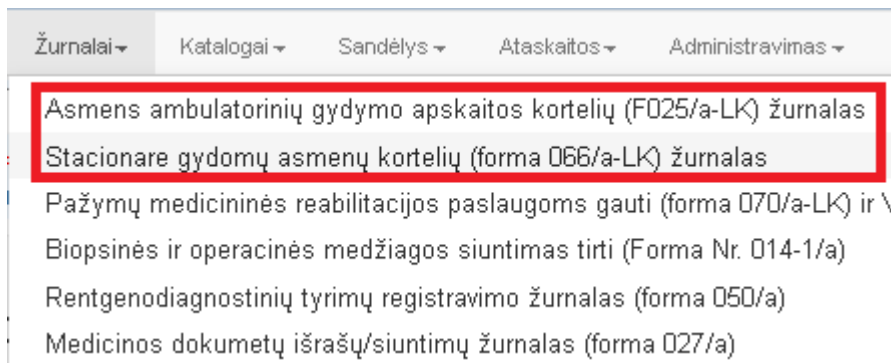 Žurnalai Katalogai Sandėlys Ataskaitos Administravimas
Asmens ambulatorinių gydymo apskaitos kortelių (F025/a-LK) žurnalas
Stacionare gydomų asmenų kortelių (forma 066/a-LK) žurnalas
Pažymų medicininės reabilitacijos paslaugoms gauti (forma 070/a-LK) ir
Biopsinės ir operacinės medžiagos siuntimas tirti (Forma Nr. 014-1/a)
Rentgenodiagnostinių tyrimų registravimo žurnalas (forma 050/a)
Medicinos dokumetų išrašų/siuntimų žurnalas (forma 027/a)